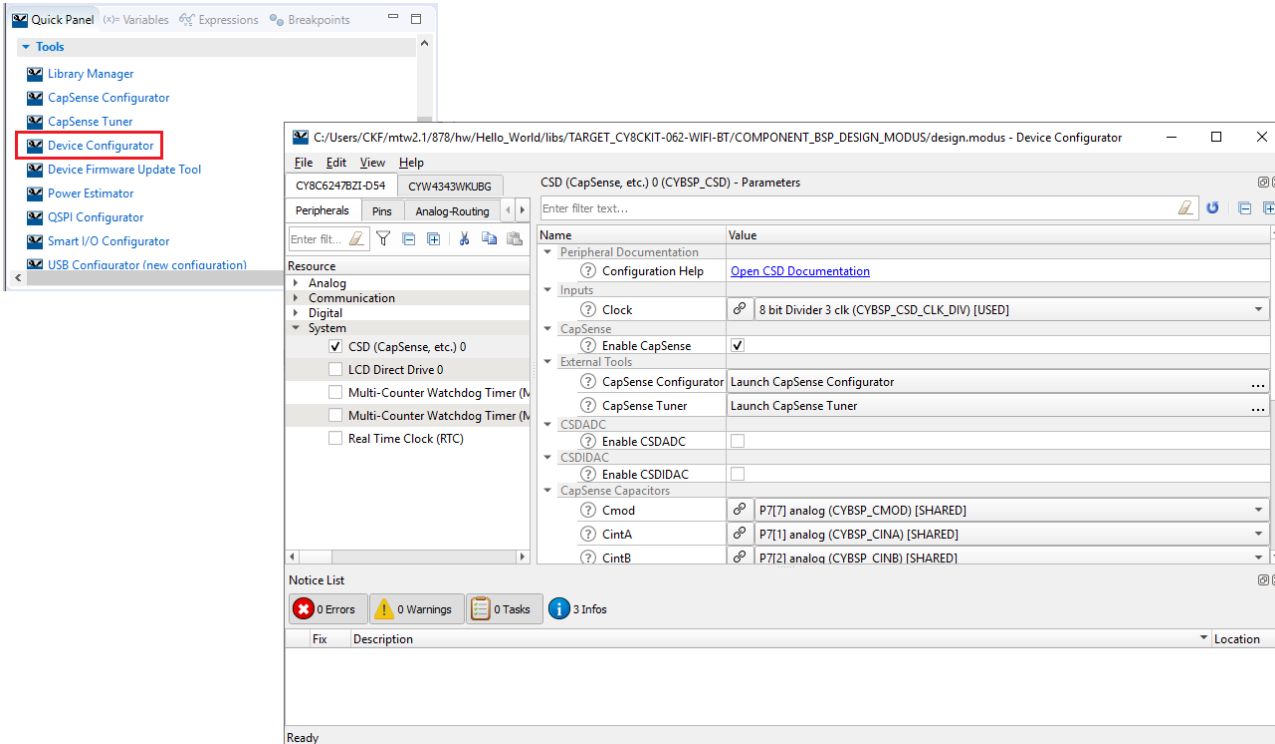 Quick Panel (x)= Variables Expressions Breakpoints
Tools
Library Manager
CapSense Configurator
CapSense Tuner
Device Configurator
Device Firmware Update Tool
Power Estimator
QSPI Configurator
Smart I/O Configurator
USB Configurator (new configuration)
C:/Users/CKF/mtw2.1/878/hw/Hello_World/libs/TARGET_CY8CKIT-062-WIFI-BT/COMPONENT_BSP_DESIGN_MODUS/design.modus - Device Configurator
File Edit View Help
CY8C6247BZI-D54 CYW4343WKUBG
Peripherals Pins Analog-Routing
Enter filt...
Resource
Analog
Communication
Digital
System
CSD (CapSense, etc.) 0
LCD Direct Drive 0
Multi-Counter Watchdog Timer (M
Multi-Counter Watchdog Timer (M
Real Time Clock (RTC)
CSD (CapSense, etc.) 0 (CYBSP_CSD) - Parameters
Enter filter text...
Name Value
Peripheral Documentation
Configuration Help Open CSD Documentation
Inputs
Clock 8 bit Divider 3 clk (CYBSP_CSD_CLK_DIV) [USED]
CapSense
Enable CapSense
External Tools
CapSense Configurator Launch CapSense Configurator ...
CapSense Tuner Launch CapSense Tuner ...
CSDADC
Enable CSDADC
CSDIDAC
Enable CSDIDAC
CapSense Capacitors
Cmod P7[7] analog (CYBSP_CMOD) [SHARED]
CintA P7[1] analog (CYBSP_CINA) [SHARED]
CintB P7[2] analog (CYBSP_CINB) [SHARED]
Notice List
0 Errors 0 Warnings 0 Tasks 3 Infos
Fix Description Location
Ready